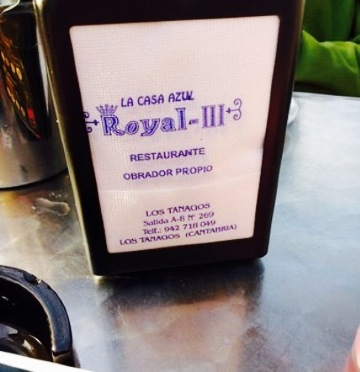 LA CASA AZUL
Royal-III
RESTAURANTE
OBRADOR PROPIO
LOS TANAGOS
Salida A-8 Nº 269
Telf.: 942 718 049
LOS TANAGOS (CANTABRIA)